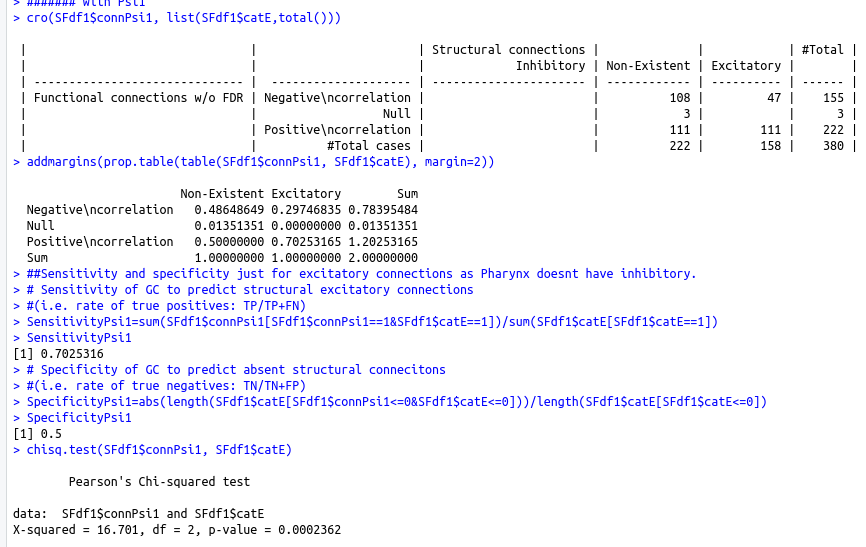 > ####### with Psi1
> cro(SFdf1$connPsi1, list(SFdf1$catE,total()))
|                               |                      | Structural connections |              |            | #Total |
|                               |                      |             Inhibitory | Non-Existent | Excitatory |        |
| ----------------------------- |  ------------------- | ---------------------- | ------------ | ---------- | ------ |
| Functional connections w/o FDR | Negative\ncorrelation |                        |          108 |         47 |    155 |
|                               |                 Null |                        |            3 |            |      3 |
|                               | Positive\ncorrelation |                        |          111 |        111 |    222 |
|                               |         #Total cases |                        |          222 |        158 |    380 |
> addmargins(prop.table(table(SFdf1$connPsi1, SFdf1$catE), margin=2))
Non-Existent Excitatory        Sum
Negative\ncorrelation   0.48648649 0.29746835 0.78395484
Null                    0.01351351 0.00000000 0.01351351
Positive\ncorrelation   0.50000000 0.70253165 1.20253165
Sum                     1.00000000 1.00000000 2.00000000
> ##Sensitivity and specificity just for excitatory connections as Pharynx doesnt have inhibitory.
> # Sensitivity of GC to predict structural excitatory connections
> #(i.e. rate of true positives: TP/TP+FN)
> SensitivityPsi1=sum(SFdf1$connPsi1[SFdf1$connPsi1==1&SFdf1$catE==1])/sum(SFdf1$catE[SFdf1$catE==1])
> SensitivityPsi1
[1] 0.7025316
> # Specificity of GC to predict absent structural connecitons
> #(i.e. rate of true negatives: TN/TN+FP)
> SpecificityPsi1=abs(length(SFdf1$catE[SFdf1$connPsi1<=0&SFdf1$catE<=0]))/length(SFdf1$catE[SFdf1$catE<=0])
> SpecificityPsi1
[1] 0.5
> chisq.test(SFdf1$connPsi1, SFdf1$catE)
Pearson's Chi-squared test
data:  SFdf1$connPsi1 and SFdf1$catE
X-squared = 16.701, df = 2, p-value = 0.0002362